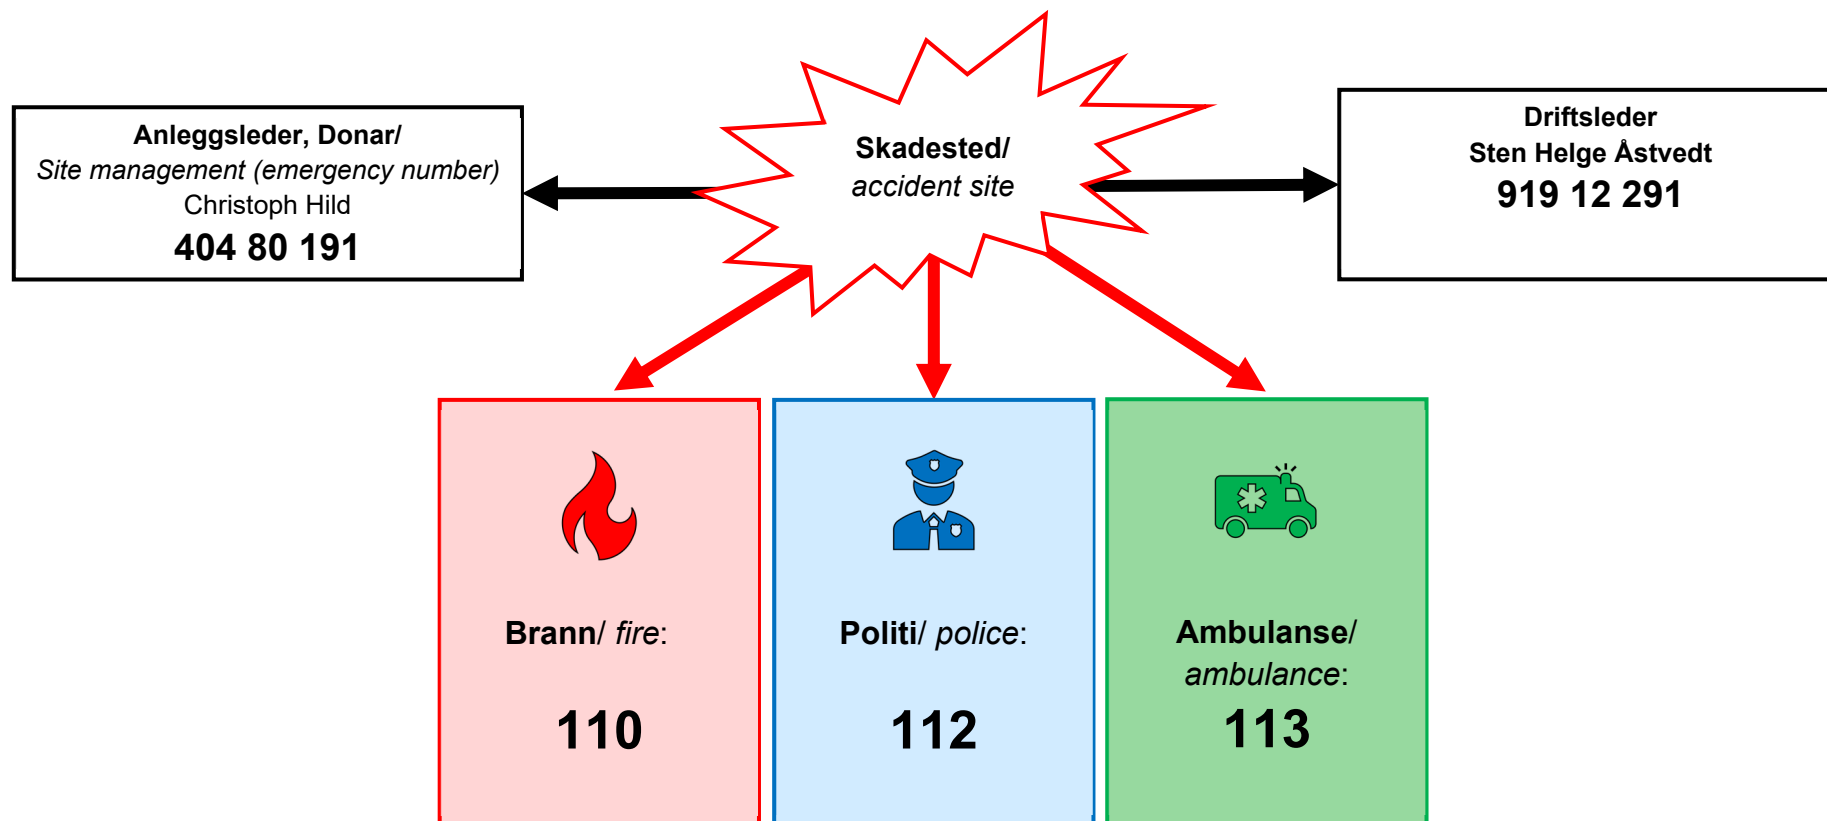 Anleggsleder, Donar/
Site management (emergency number)
Christoph Hild
404 80 191
Skadested/
accident site
Driftsleder
Sten Helge Åstvedt
919 12 291
Brann/ fire:
110
Politi/ police:
112
Ambulanse/
ambulance:
113